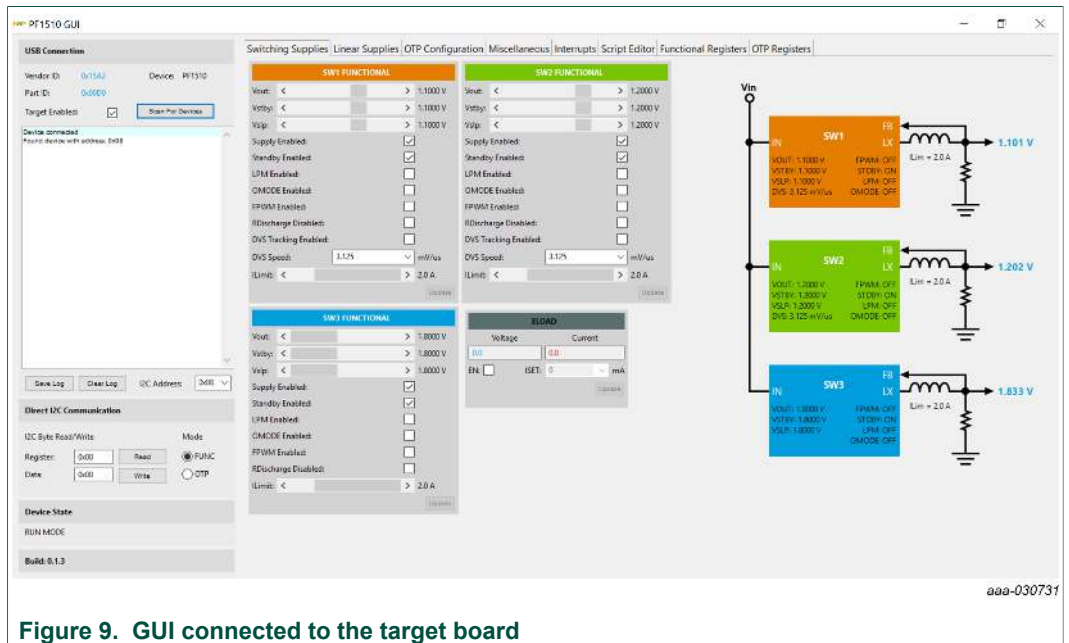 PF1510 GUI
USB Connection
Vendor ID: 0x15A2 Device: PF1510
Part ID: 0x00D0
Target Enabled: Scan For Devices
Device connected
Found device with address: 0x08
Save Log Clear Log I2C Address: 0x08
Direct I2C Communication
I2C Byte Read/Write Mode
Register: 0x00 Read FUNC
Data: 0x00 Write OTP
Device State
RUN MODE
Build: 0.1.3
Switching Supplies Linear Supplies OTP Configuration Miscellaneous Interrupts Script Editor Functional Registers OTP Registers
SW1 FUNCTIONAL
Vout: < > 1.1000 V
Vstby: < > 1.1000 V
Vslp: < > 1.1000 V
Supply Enabled:
Standby Enabled:
LPM Enabled:
OMODE Enabled:
FPWM Enabled:
RDischarge Disabled:
DVS Tracking Enabled:
DVS Speed: 3.125 mV/us
ILimit: < > 2.0 A
Update
SW2 FUNCTIONAL
Vout: < > 1.2000 V
Vstby: < > 1.2000 V
Vslp: < > 1.2000 V
Supply Enabled:
Standby Enabled:
LPM Enabled:
OMODE Enabled:
FPWM Enabled:
RDischarge Disabled:
DVS Tracking Enabled:
DVS Speed: 3.125 mV/us
ILimit: < > 2.0 A
Update
SW3 FUNCTIONAL
Vout: < > 1.8000 V
Vstby: < > 1.8000 V
Vslp: < > 1.8000 V
Supply Enabled:
Standby Enabled:
LPM Enabled:
OMODE Enabled:
FPWM Enabled:
RDischarge Disabled:
ILimit: < > 2.0 A
Update
ELOAD
Voltage Current
0.0 0.0
EN: ISET: 0 mA
Update
Vin
SW1 FB
IN LX
VOUT: 1.1000 V FPWM: OFF
VSTBY: 1.1000 V STDBY: ON
VSLP: 1.1000 V LPM: OFF
DVS: 3.125 mV/us OMODE: OFF
ILim = 2.0 A
1.101 V
SW2 FB
IN LX
VOUT: 1.2000 V FPWM: OFF
VSTBY: 1.2000 V STDBY: ON
VSLP: 1.2000 V LPM: OFF
DVS: 3.125 mV/us OMODE: OFF
ILim = 2.0 A
1.202 V
SW3 FB
IN LX
VOUT: 1.8000 V FPWM: OFF
VSTBY: 1.8000 V STDBY: ON
VSLP: 1.8000 V LPM: OFF
OMODE: OFF
ILim = 2.0 A
1.833 V
aaa-030731
Figure 9. GUI connected to the target board